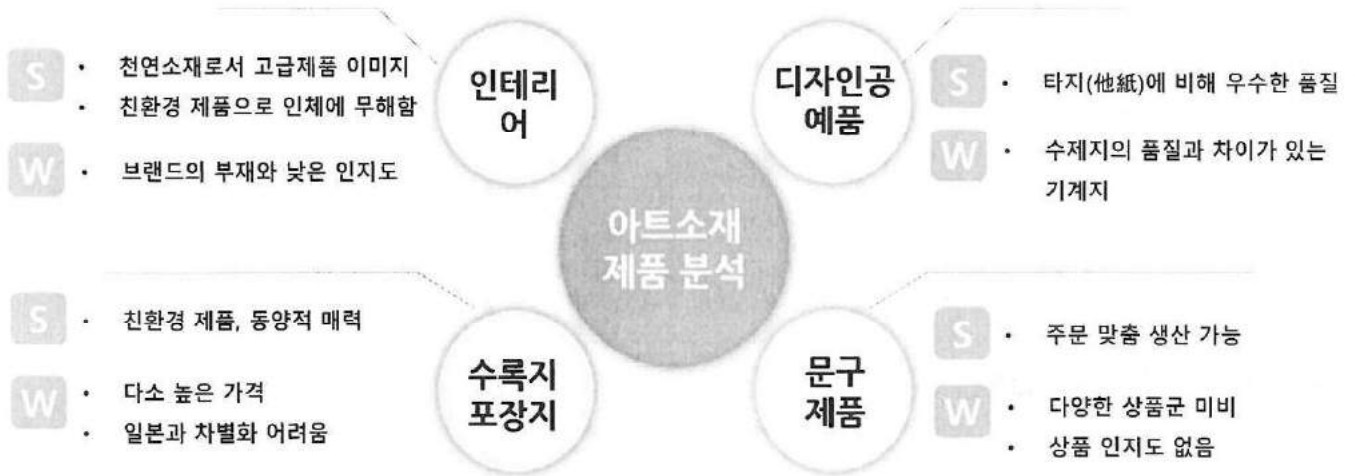 S
• 천연소재로서 고급제품 이미지
• 친환경 제품으로 인체에 무해함
W
• 브랜드의 부재와 낮은 인지도
인테리
어
디자인공
예품
S
• 타지(他紙)에 비해 우수한 품질
W
• 수제지의 품질과 차이가 있는
기계지
아트소재
제품 분석
S
• 친환경 제품, 동양적 매력
W
• 다소 높은 가격
• 일본과 차별화 어려움
수록지
포장지
문구
제품
S
• 주문 맞춤 생산 가능
W
• 다양한 상품군 미비
• 상품 인지도 없음